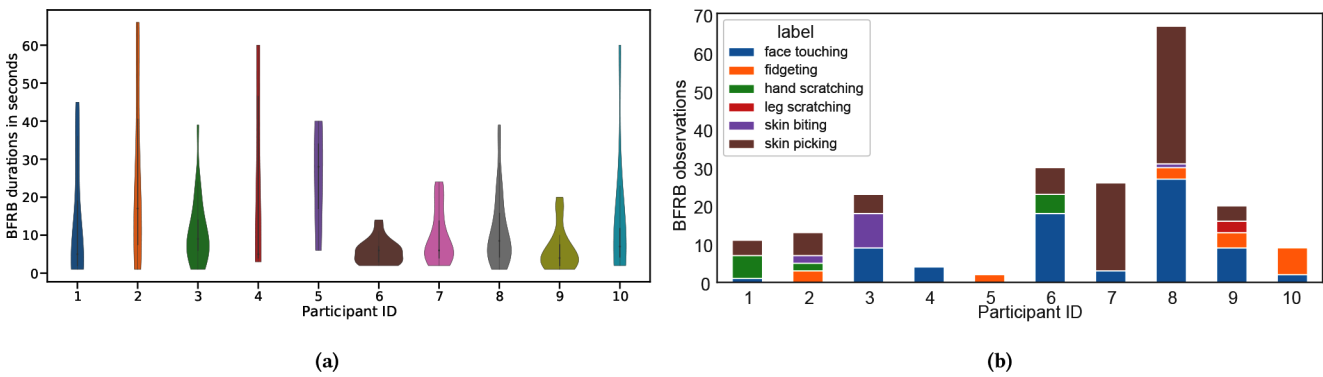 BFRB durations in seconds
60
50
40
30
20
10
0
1 2 3 4 5 6 7 8 9 10
Participant ID
(a)
BFRB observations
70
60
50
40
30
20
10
0
label
face touching
fidgeting
hand scratching
leg scratching
skin biting
skin picking
1 2 3 4 5 6 7 8 9 10
Participant ID
(b)